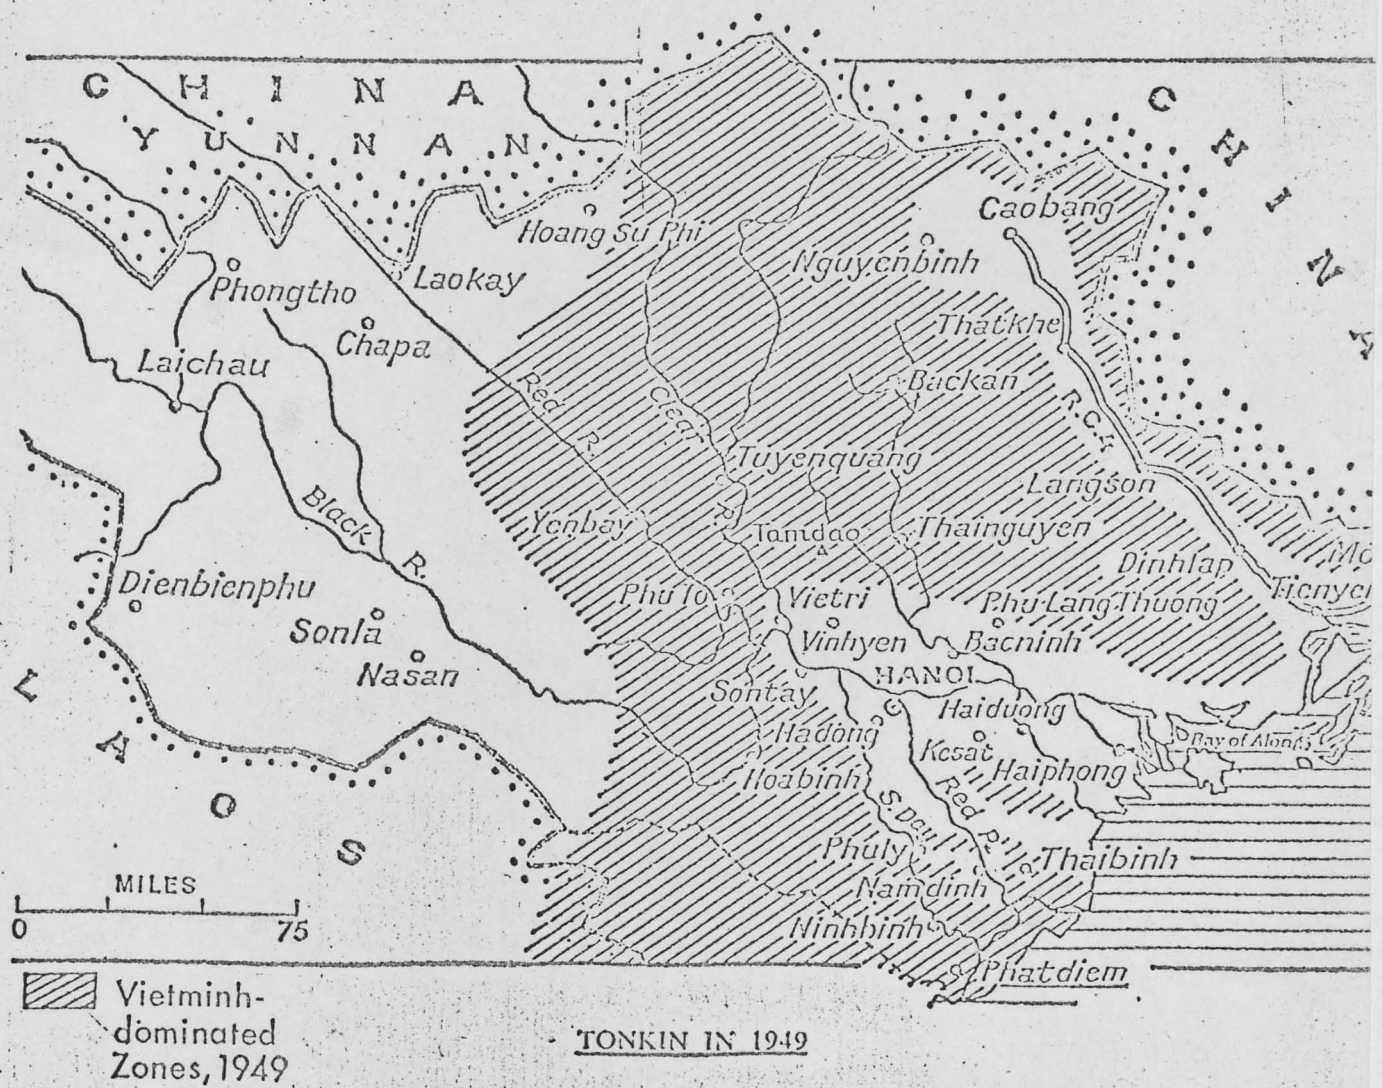 CHINA
YUNNAN
CHINA
Caobang
Hoang Su Phi
Nguyenbinh
Laokay
Phongtho
Thatkhe
Chapa
Laichau
Backan
Red R.
Clear
R.C.4
Tuyenquang
Langson
Black R.
Yenbay
Tamdao
Thainguyen
Dinhlap
Mo
Tienyen
Dienbienphu
Phu To
Vietri
Phu-Lang-Thuong
Sonla
Vinhyen
Bacninh
Nasan
HANOI
Sontay
LAOS
Haiduong
Hadong
Kesat
Bay of Along
Hoabinh
Haiphong
Red R.
S. Day
Phuly
Thaibinh
MILES
Namdinh
0 75
Ninhbinh
Phatdiem
Vietminh-
dominated
Zones, 1949
TONKIN IN 1949